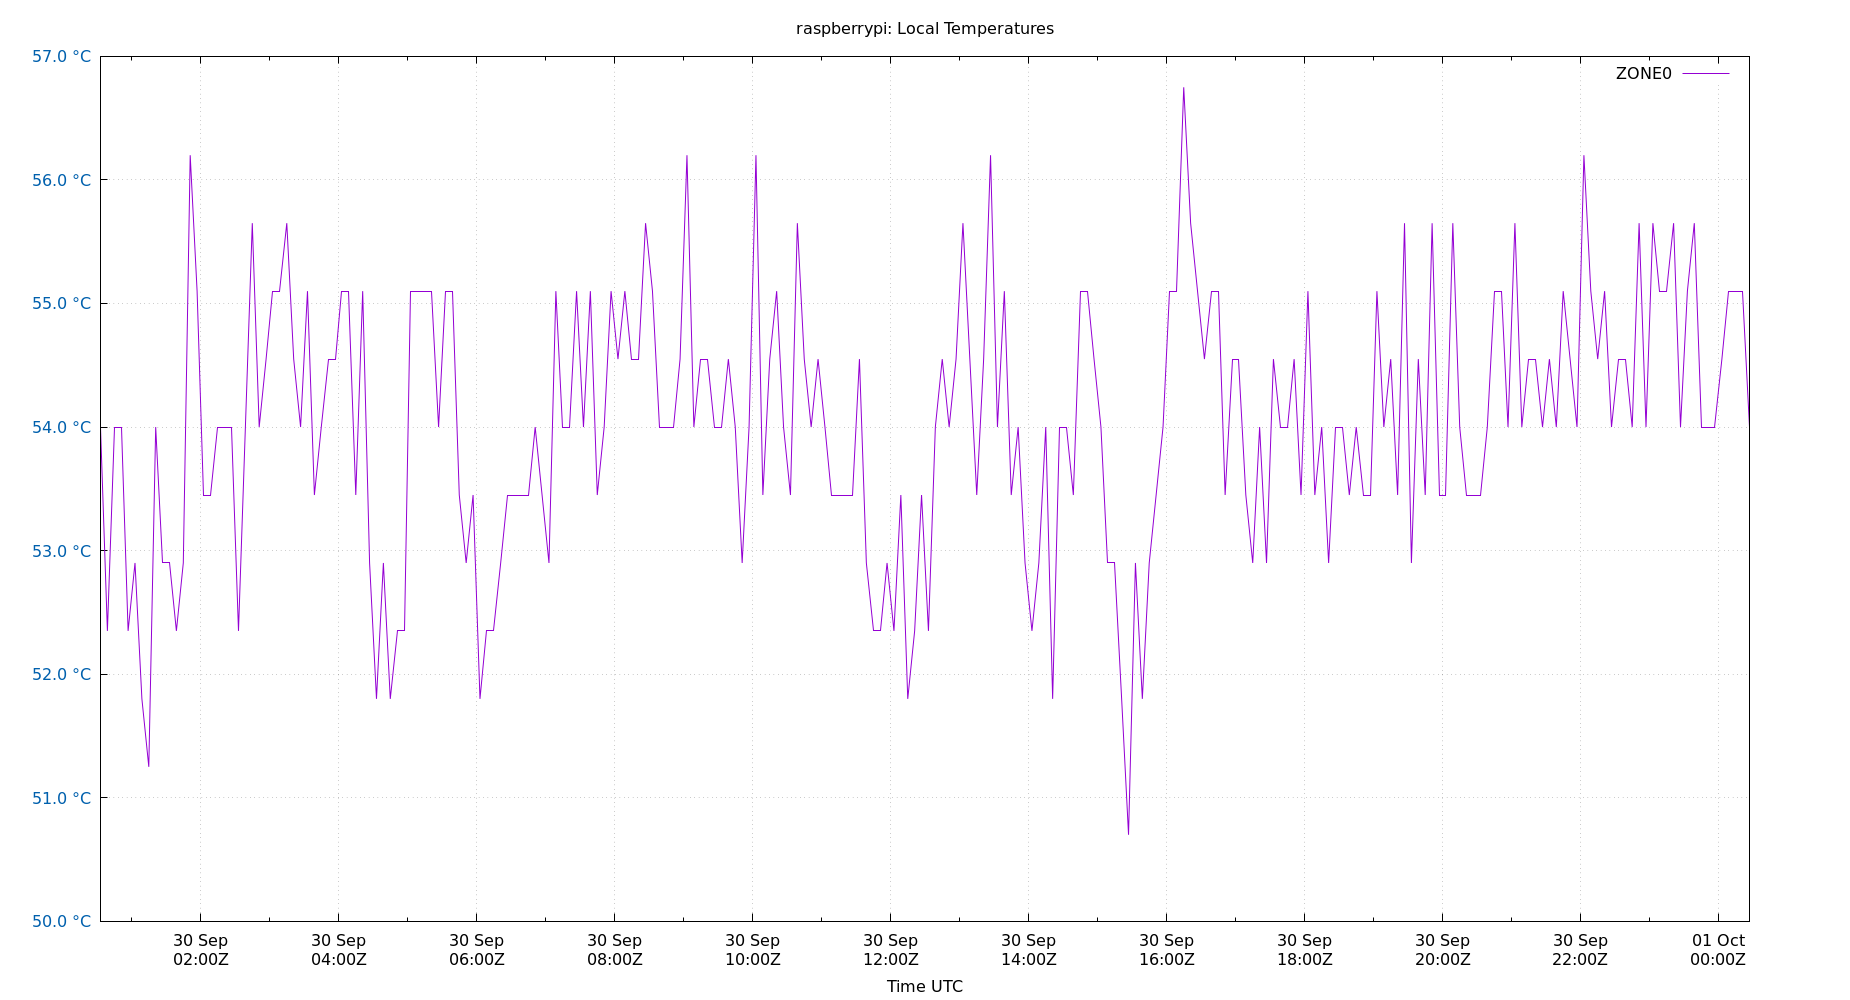 raspberrypi: Local Temperatures
57.0 °C
ZONE0
56.0 °C
55.0 °C
54.0 °C
53.0 °C
52.0 °C
51.0 °C
50.0 °C
30 Sep 30 Sep 30 Sep 30 Sep 30 Sep 30 Sep 30 Sep 30 Sep 30 Sep 30 Sep 30 Sep 01 Oct
02:00Z 04:00Z 06:00Z 08:00Z 10:00Z 12:00Z 14:00Z 16:00Z 18:00Z 20:00Z 22:00Z 00:00Z
Time UTC